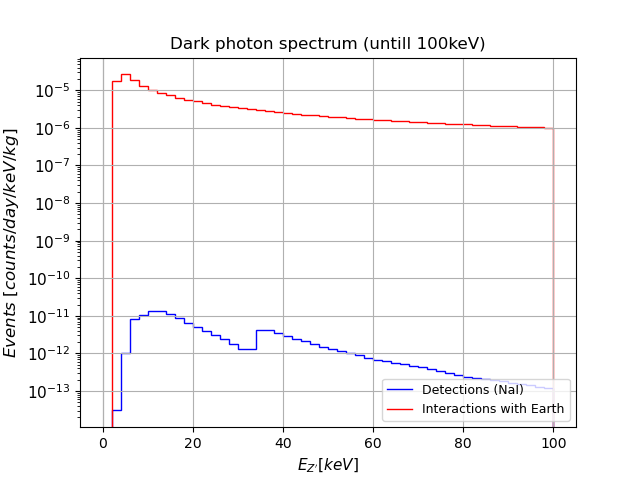 Dark photon spectrum (untill 100keV)
Events [counts/day/keV/kg]
10⁻⁵
10⁻⁶
10⁻⁷
10⁻⁸
10⁻⁹
10⁻¹⁰
10⁻¹¹
10⁻¹²
10⁻¹³
Detections (NaI)
Interactions with Earth
0 20 40 60 80 100
E_Z'[keV]